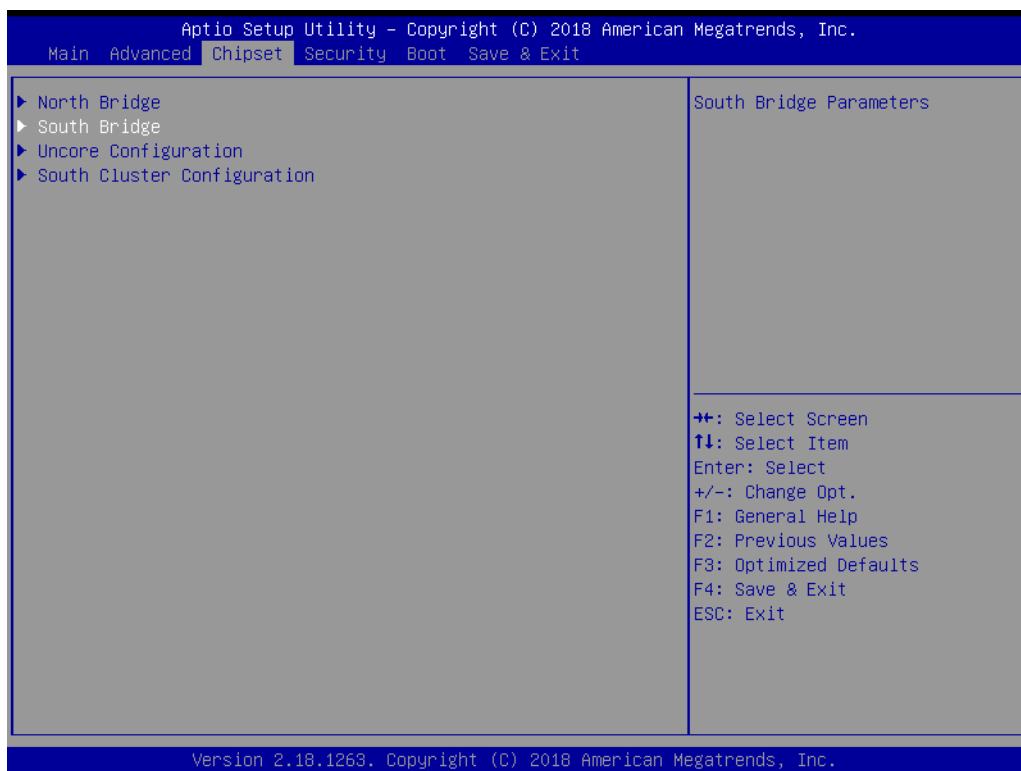 Aptio Setup Utility – Copyright (C) 2018 American Megatrends, Inc.
Main Advanced Chipset Security Boot Save & Exit
North Bridge
South Bridge
Uncore Configuration
South Cluster Configuration
South Bridge Parameters
→←: Select Screen
↑↓: Select Item
Enter: Select
+/-: Change Opt.
F1: General Help
F2: Previous Values
F3: Optimized Defaults
F4: Save & Exit
ESC: Exit
Version 2.18.1263. Copyright (C) 2018 American Megatrends, Inc.